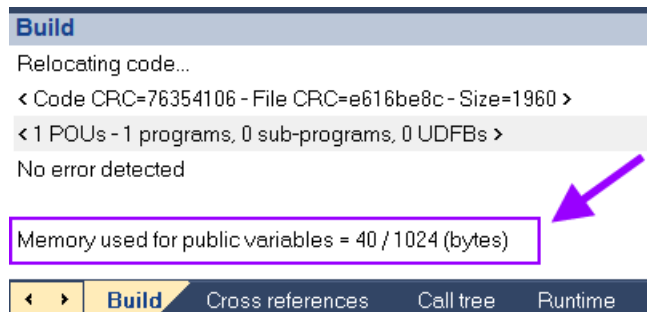 Build
Relocating code...
< Code CRC=76354106 - File CRC=e616be8c - Size=1960 >
< 1 POUs - 1 programs, 0 sub-programs, 0 UDFBs >
No error detected
Memory used for public variables = 40 / 1024 (bytes)
Build Cross references Call tree Runtime